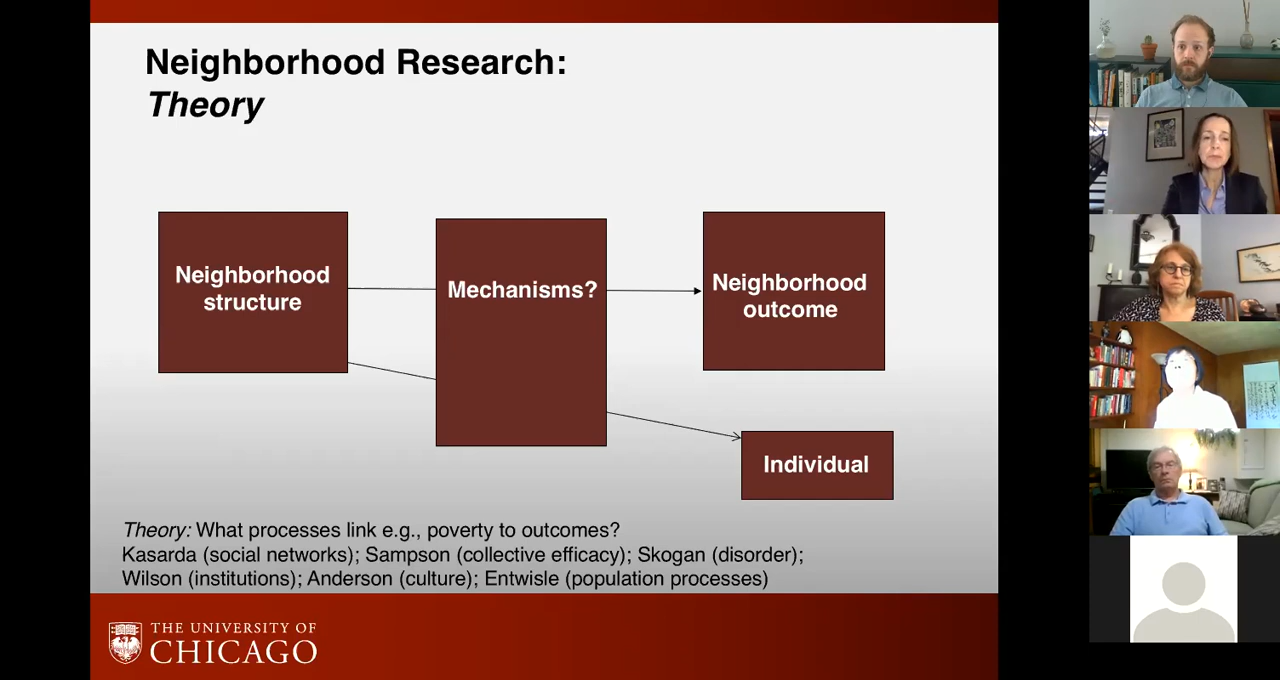 Neighborhood Research:
Theory
Neighborhood
structure
Mechanisms?
Neighborhood
outcome
Individual
Theory: What processes link e.g., poverty to outcomes?
Kasarda (social networks); Sampson (collective efficacy); Skogan (disorder);
Wilson (institutions); Anderson (culture); Entwisle (population processes)
THE UNIVERSITY OF
CHICAGO